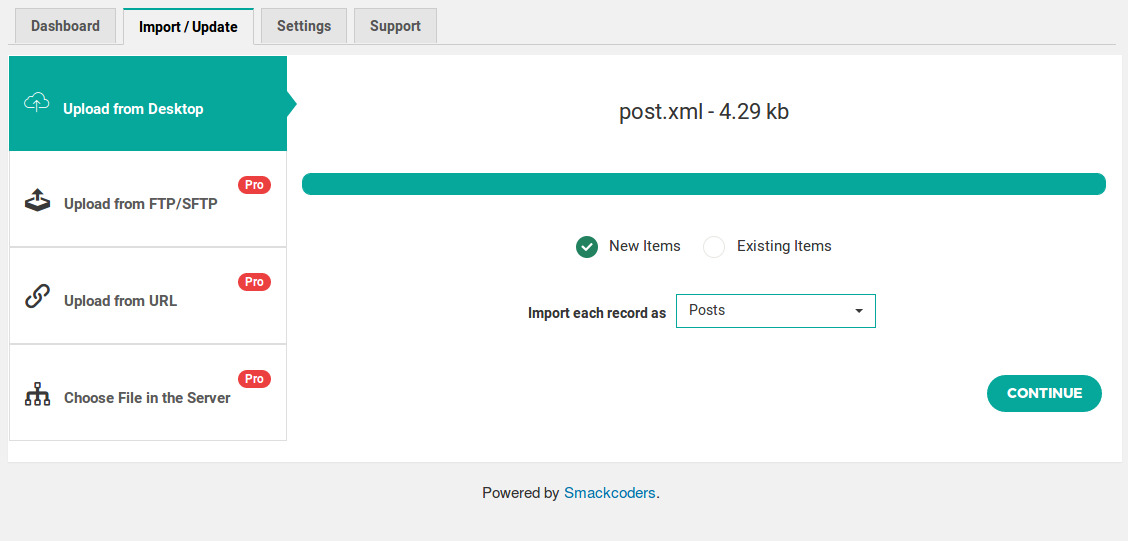 Dashboard
Import / Update
Settings
Support
Upload from Desktop
Pro
Upload from FTP/SFTP
Pro
Upload from URL
Pro
Choose File in the Server
post.xml - 4.29 kb
New Items
Existing Items
Import each record as
Posts
CONTINUE
Powered by Smackcoders.